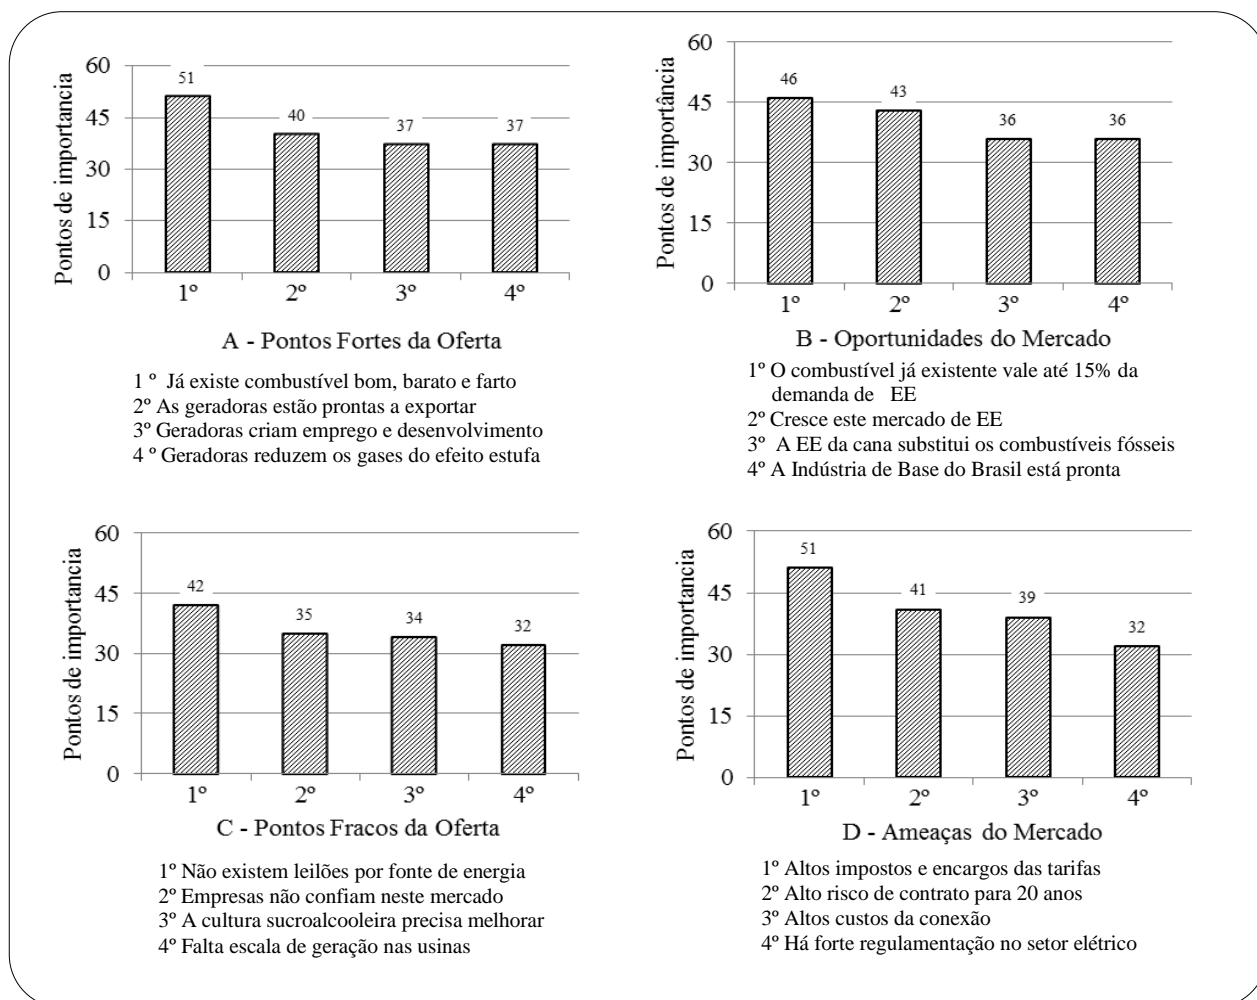 Pontos de importancia
60
45
30
15
0
51
40
37
37
1º
2º
3º
4º
A - Pontos Fortes da Oferta
1 º Já existe combustível bom, barato e farto
2º As geradoras estão prontas a exportar
3º Geradoras criam emprego e desenvolvimento
4 º Geradoras reduzem os gases do efeito estufa
Pontos de importância
60
45
30
15
0
46
43
36
36
1º
2º
3º
4º
B - Oportunidades do Mercado
1º O combustível já existente vale até 15% da
demanda de EE
2º Cresce este mercado de EE
3º A EE da cana substitui os combustíveis fósseis
4º A Indústria de Base do Brasil está pronta
Pontos de importancia
60
45
30
15
0
42
35
34
32
1º
2º
3º
4º
C - Pontos Fracos da Oferta
1º Não existem leilões por fonte de energia
2º Empresas não confiam neste mercado
3º A cultura sucroalcooleira precisa melhorar
4º Falta escala de geração nas usinas
Pontos de importancia
60
45
30
15
0
51
41
39
32
1º
2º
3º
4º
D - Ameaças do Mercado
1º Altos impostos e encargos das tarifas
2º Alto risco de contrato para 20 anos
3º Altos custos da conexão
4º Há forte regulamentação no setor elétrico